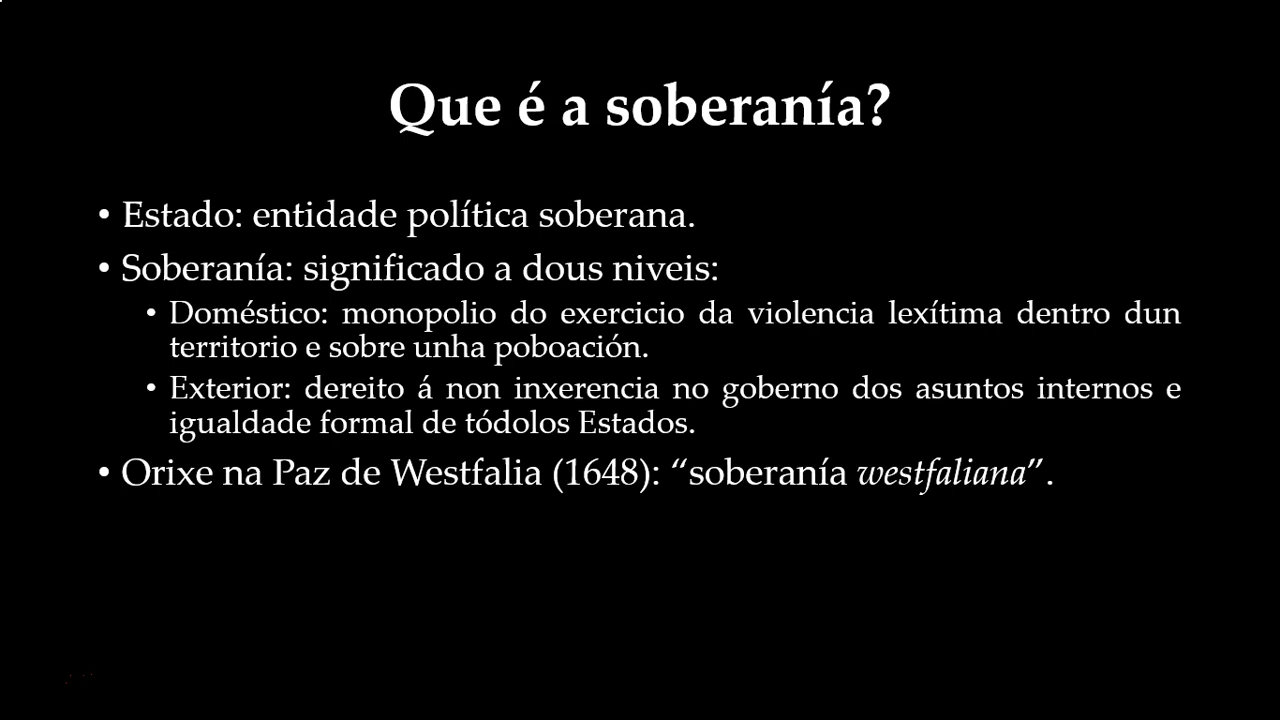 Que é a soberanía?
• Estado: entidade política soberana.
• Soberanía: significado a dous niveis:
• Doméstico: monopolio do exercicio da violencia lexítima dentro dun
territorio e sobre unha poboación.
• Exterior: dereito á non inxerencia no goberno dos asuntos internos e
igualdade formal de tódolos Estados.
• Orixe na Paz de Westfalia (1648): “soberanía westfaliana”.